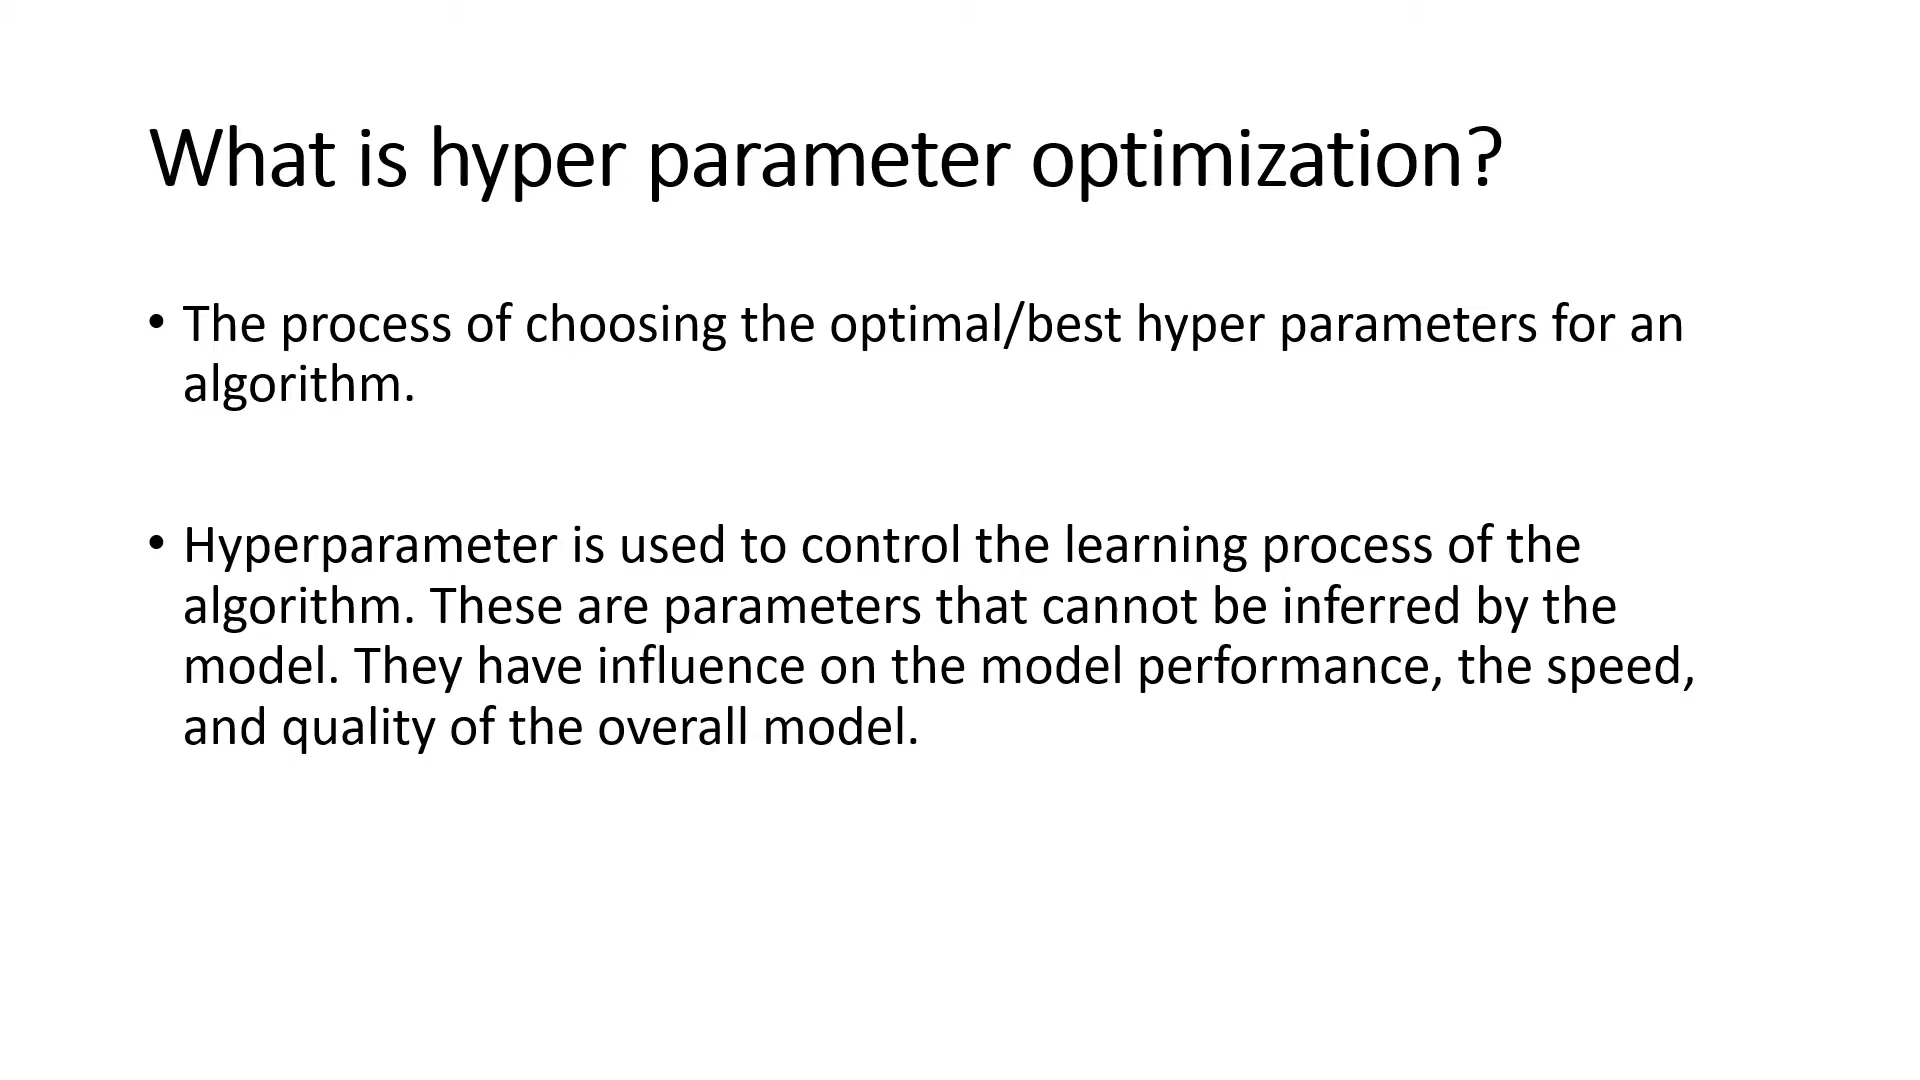 What is hyper parameter optimization?
• The process of choosing the optimal/best hyper parameters for an
algorithm.
• Hyperparameter is used to control the learning process of the
algorithm. These are parameters that cannot be inferred by the
model. They have influence on the model performance, the speed,
and quality of the overall model.